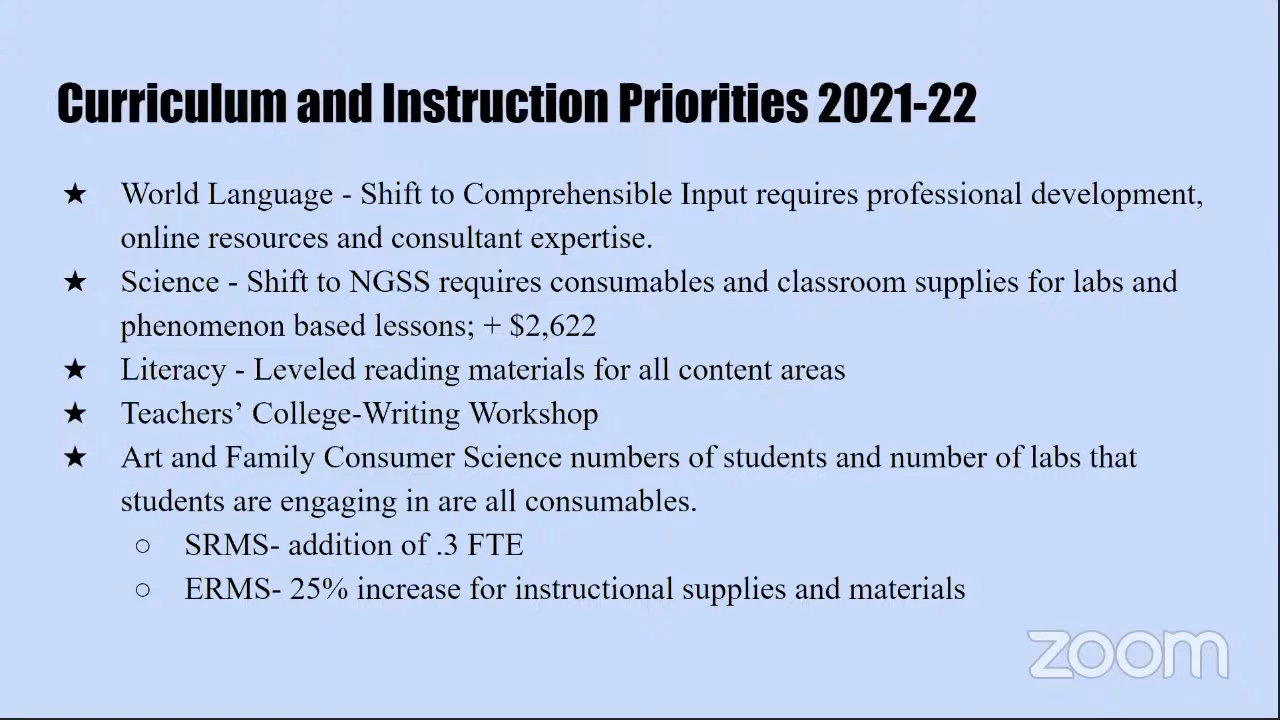 Curriculum and Instruction Priorities 2021-22
★ World Language - Shift to Comprehensible Input requires professional development,
online resources and consultant expertise.
★ Science - Shift to NGSS requires consumables and classroom supplies for labs and
phenomenon based lessons; + $2,622
★ Literacy - Leveled reading materials for all content areas
★ Teachers’ College-Writing Workshop
★ Art and Family Consumer Science numbers of students and number of labs that
students are engaging in are all consumables.
○ SRMS- addition of .3 FTE
○ ERMS- 25% increase for instructional supplies and materials
zoom